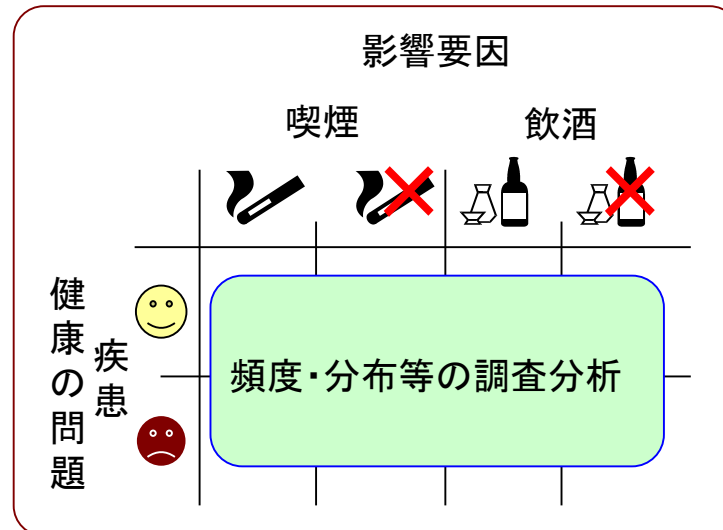 影響要因
喫煙
飲酒
健康の問題
疾患
頻度・分布等の調査分析